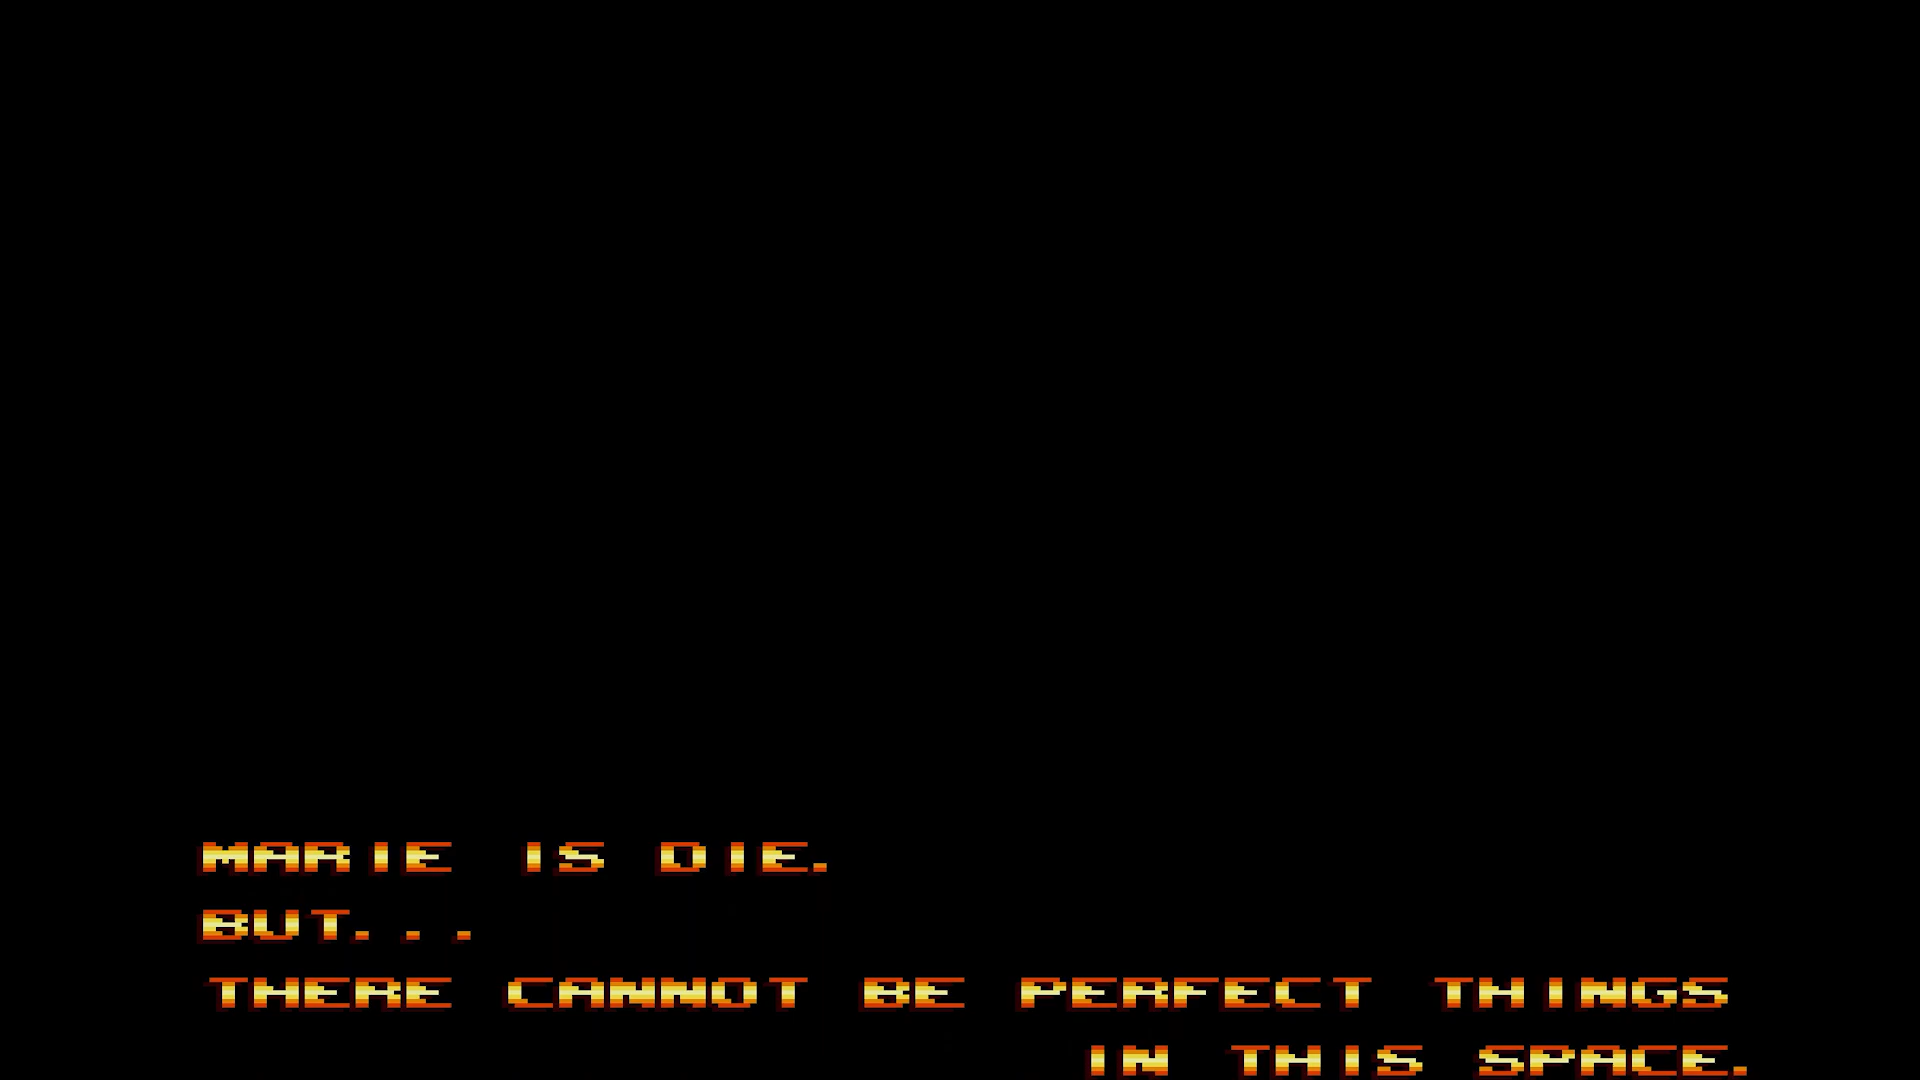 MARIE IS DIE.
BUT...
THERE CANNOT BE PERFECT THINGS
IN THIS SPACE.